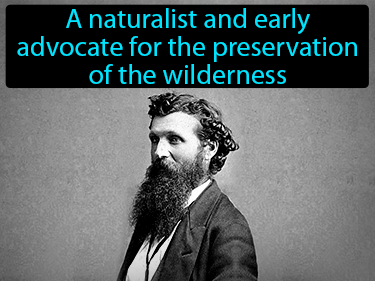 A naturalist and early
advocate for the preservation
of the wilderness